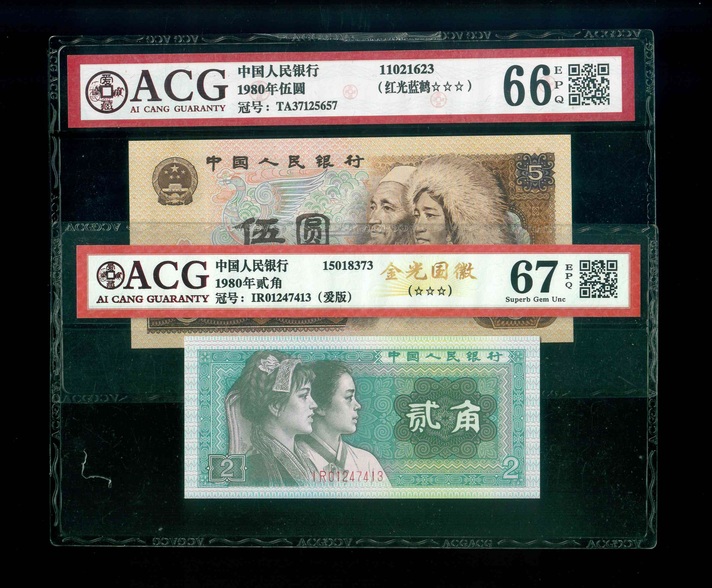 ACG
AI CANG GUARANTY
中国人民银行
1980年伍圆
冠号：TA37125657
11021623
（红光蓝鹤☆☆☆）
66
EPQ
中国人民银行
伍圆
5
ACG
AI CANG GUARANTY
中国人民银行
1980年贰角
冠号：IR01247413（爱版）
15018373
金光国徽
(☆☆☆)
67
Superb Gem Unc
EPQ
中国人民银行
贰角
2
IR01247413
2